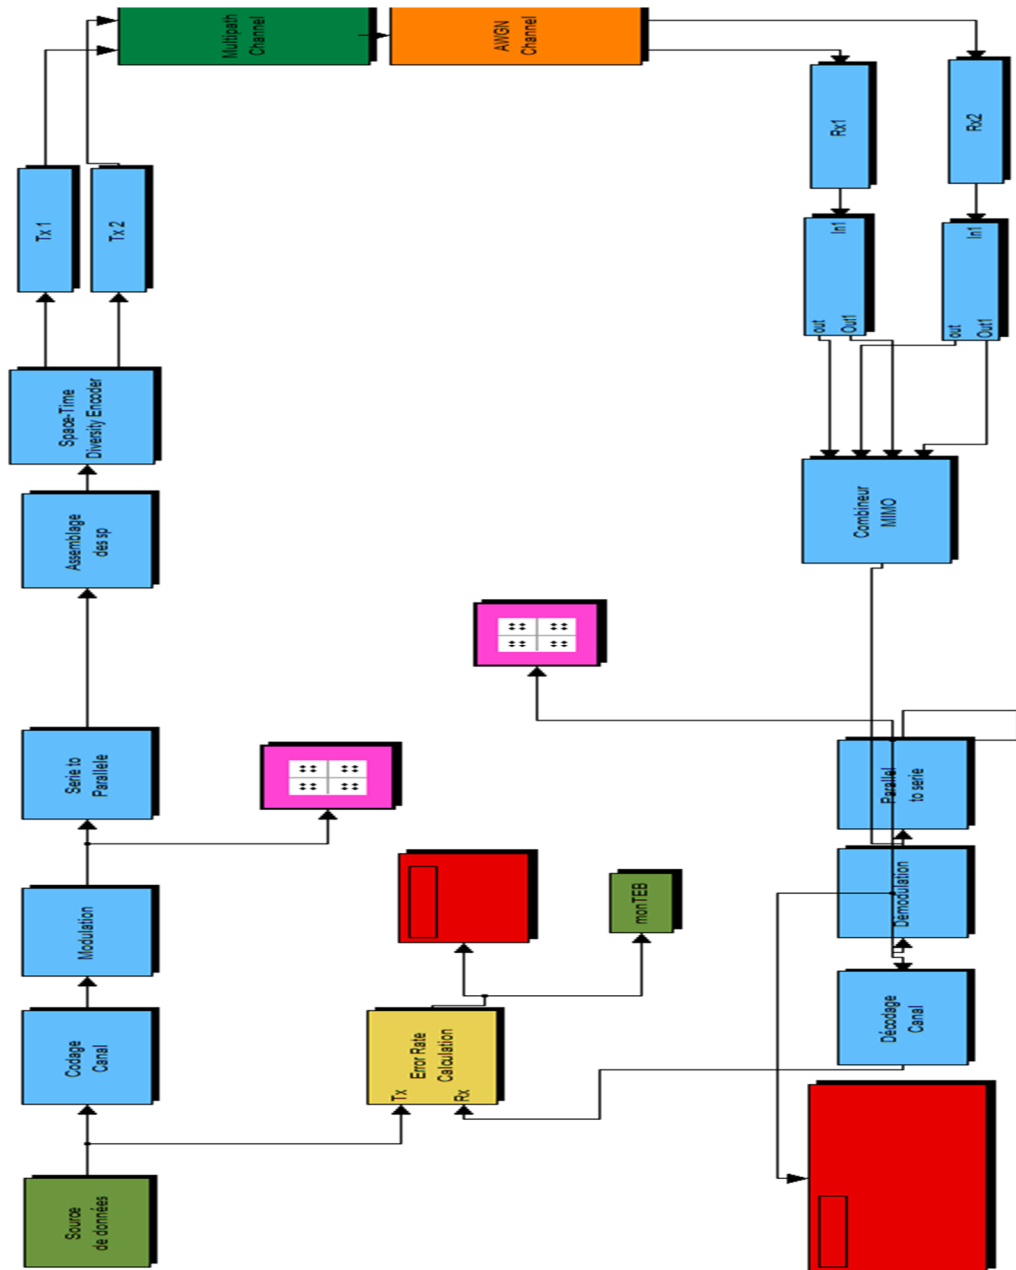 Multipath
Channel
AWGN
Channel
Tx 1
Tx 2
Rx1
Rx2
In1
out
Out1
In1
out
Out1
Space-Time
Diversity Encoder
Assemblage
des sp
Combineur
MIMO
Serie to
Parallele
Parallel
to serie
Modulation
Démodulation
monTEB
Codage
Canal
Error Rate
Calculation
Tx
Rx
Décodage
Canal
Source
de données